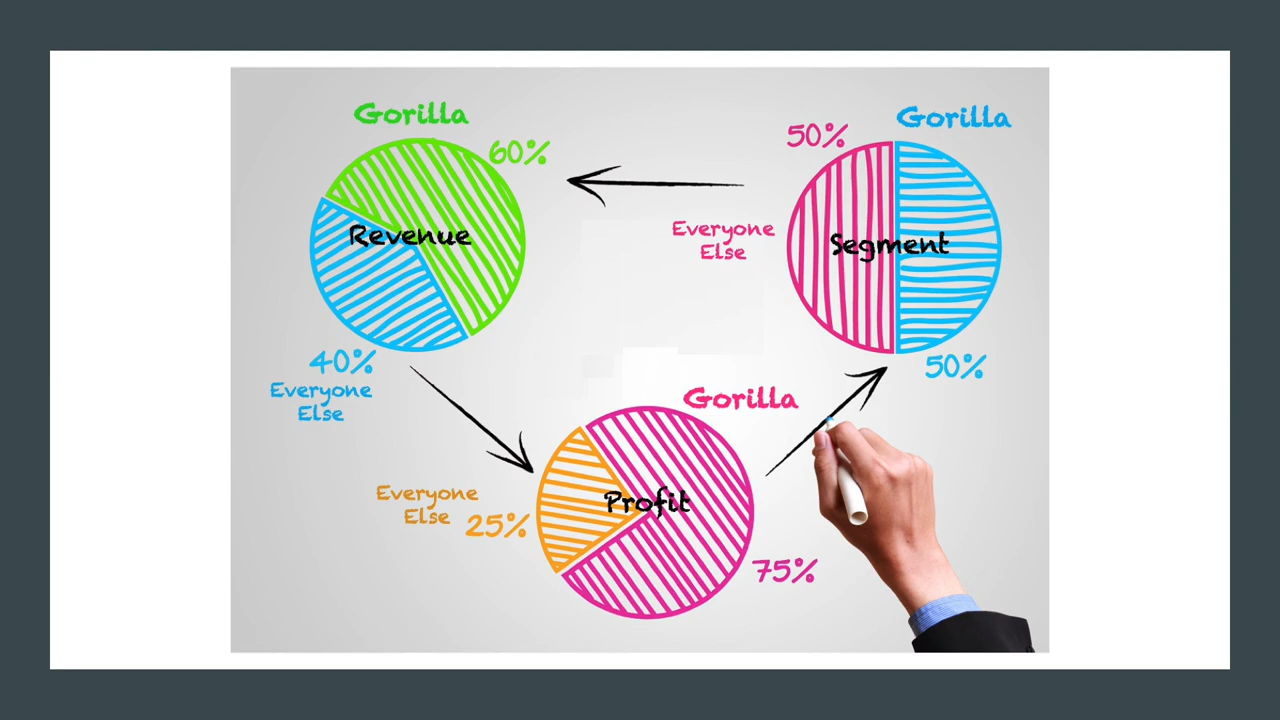 Gorilla
60%
Revenue
40%
Everyone
Else
Gorilla
50%
Everyone
Else
Segment
50%
Gorilla
Everyone
Else
25%
Profit
75%